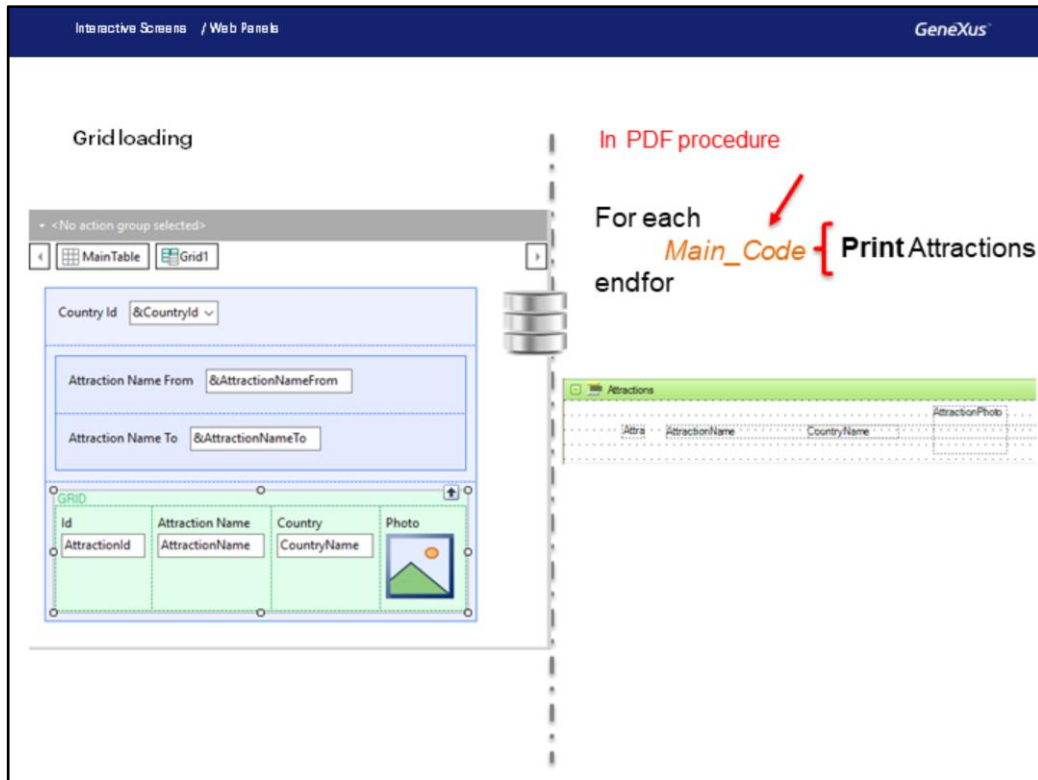 Interactive Screens / Web Panels
GeneXus
Grid loading
<No action group selected>
MainTable
Grid1
Country Id &CountryId
Attraction Name From &AttractionNameFrom
Attraction Name To &AttractionNameTo
GRID
Id Attraction Name Country Photo
AttractionId AttractionName CountryName
In PDF procedure
For each
Main_Code Print Attractions
endfor
Attractions
AttractionPhoto
Attra AttractionName CountryName